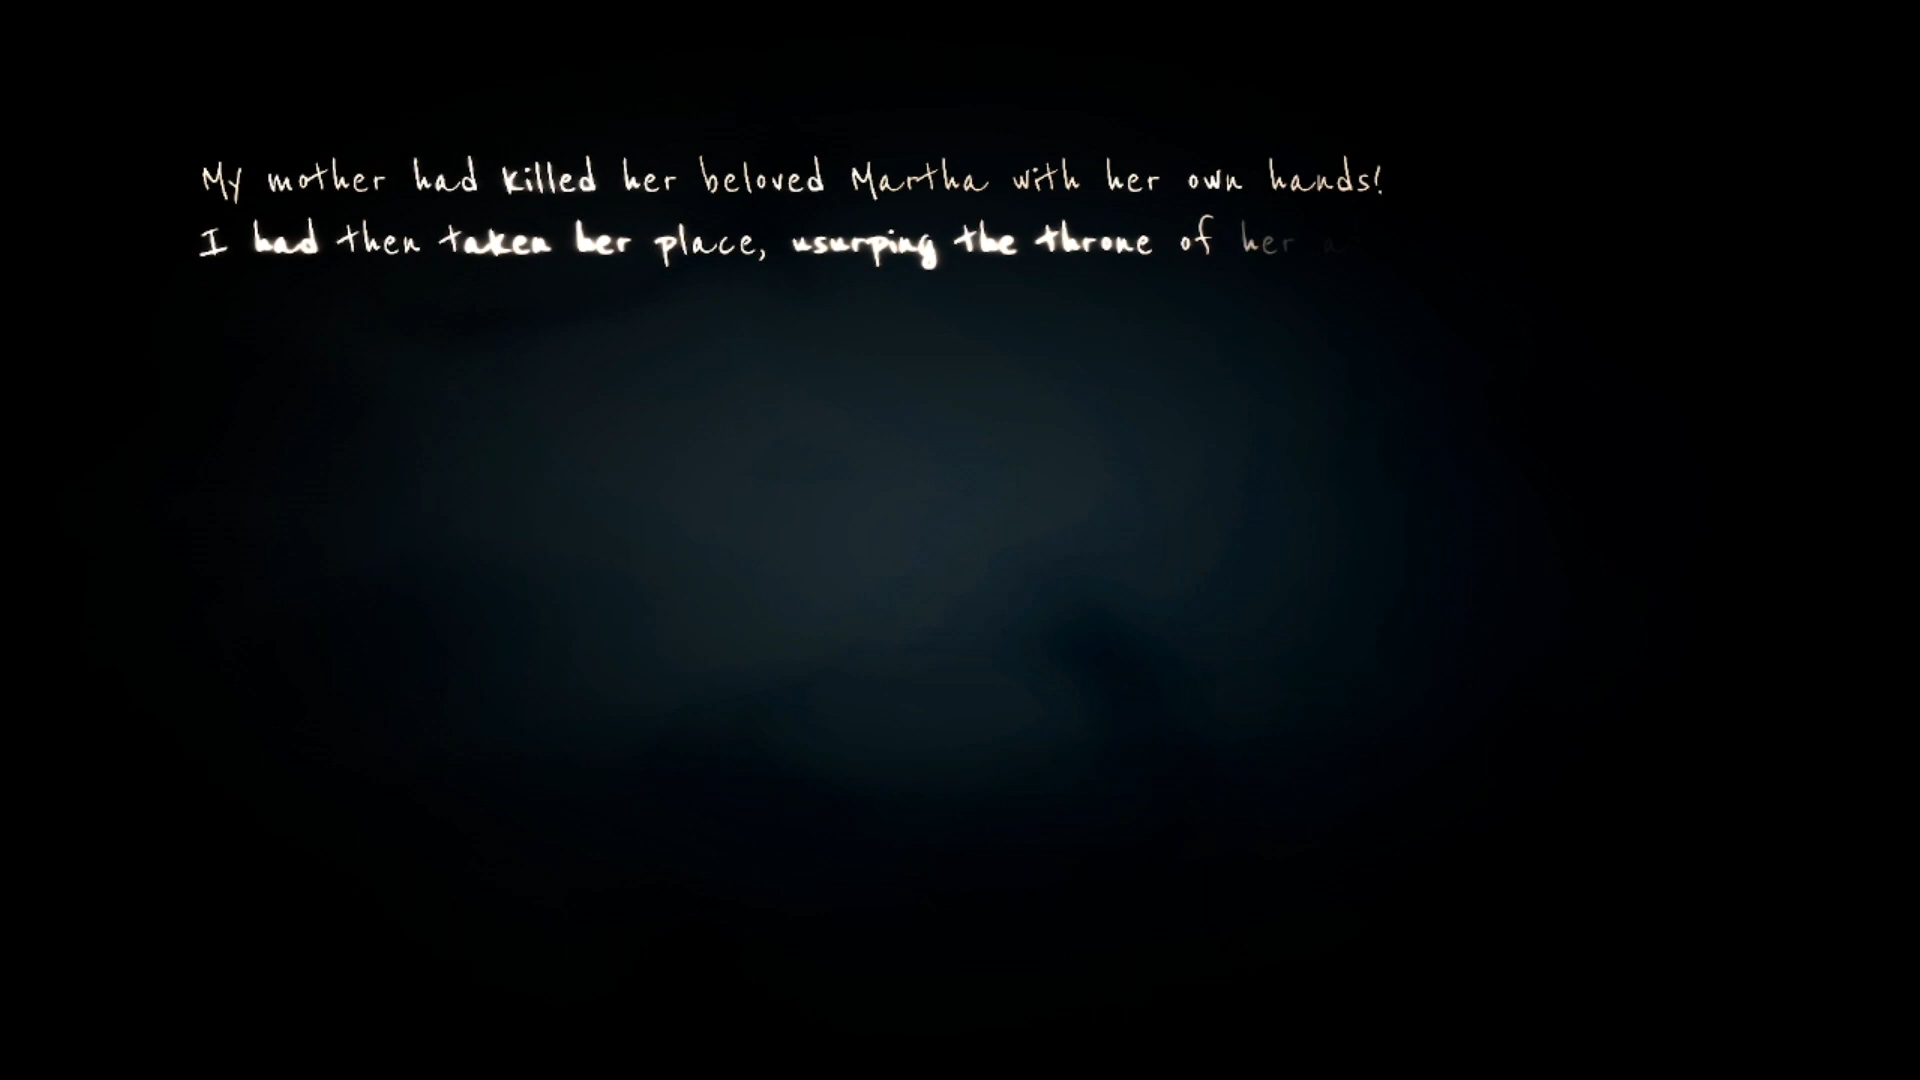 My mother had killed her beloved Martha with her own hands!
I had then taken her place, usurping the throne of her